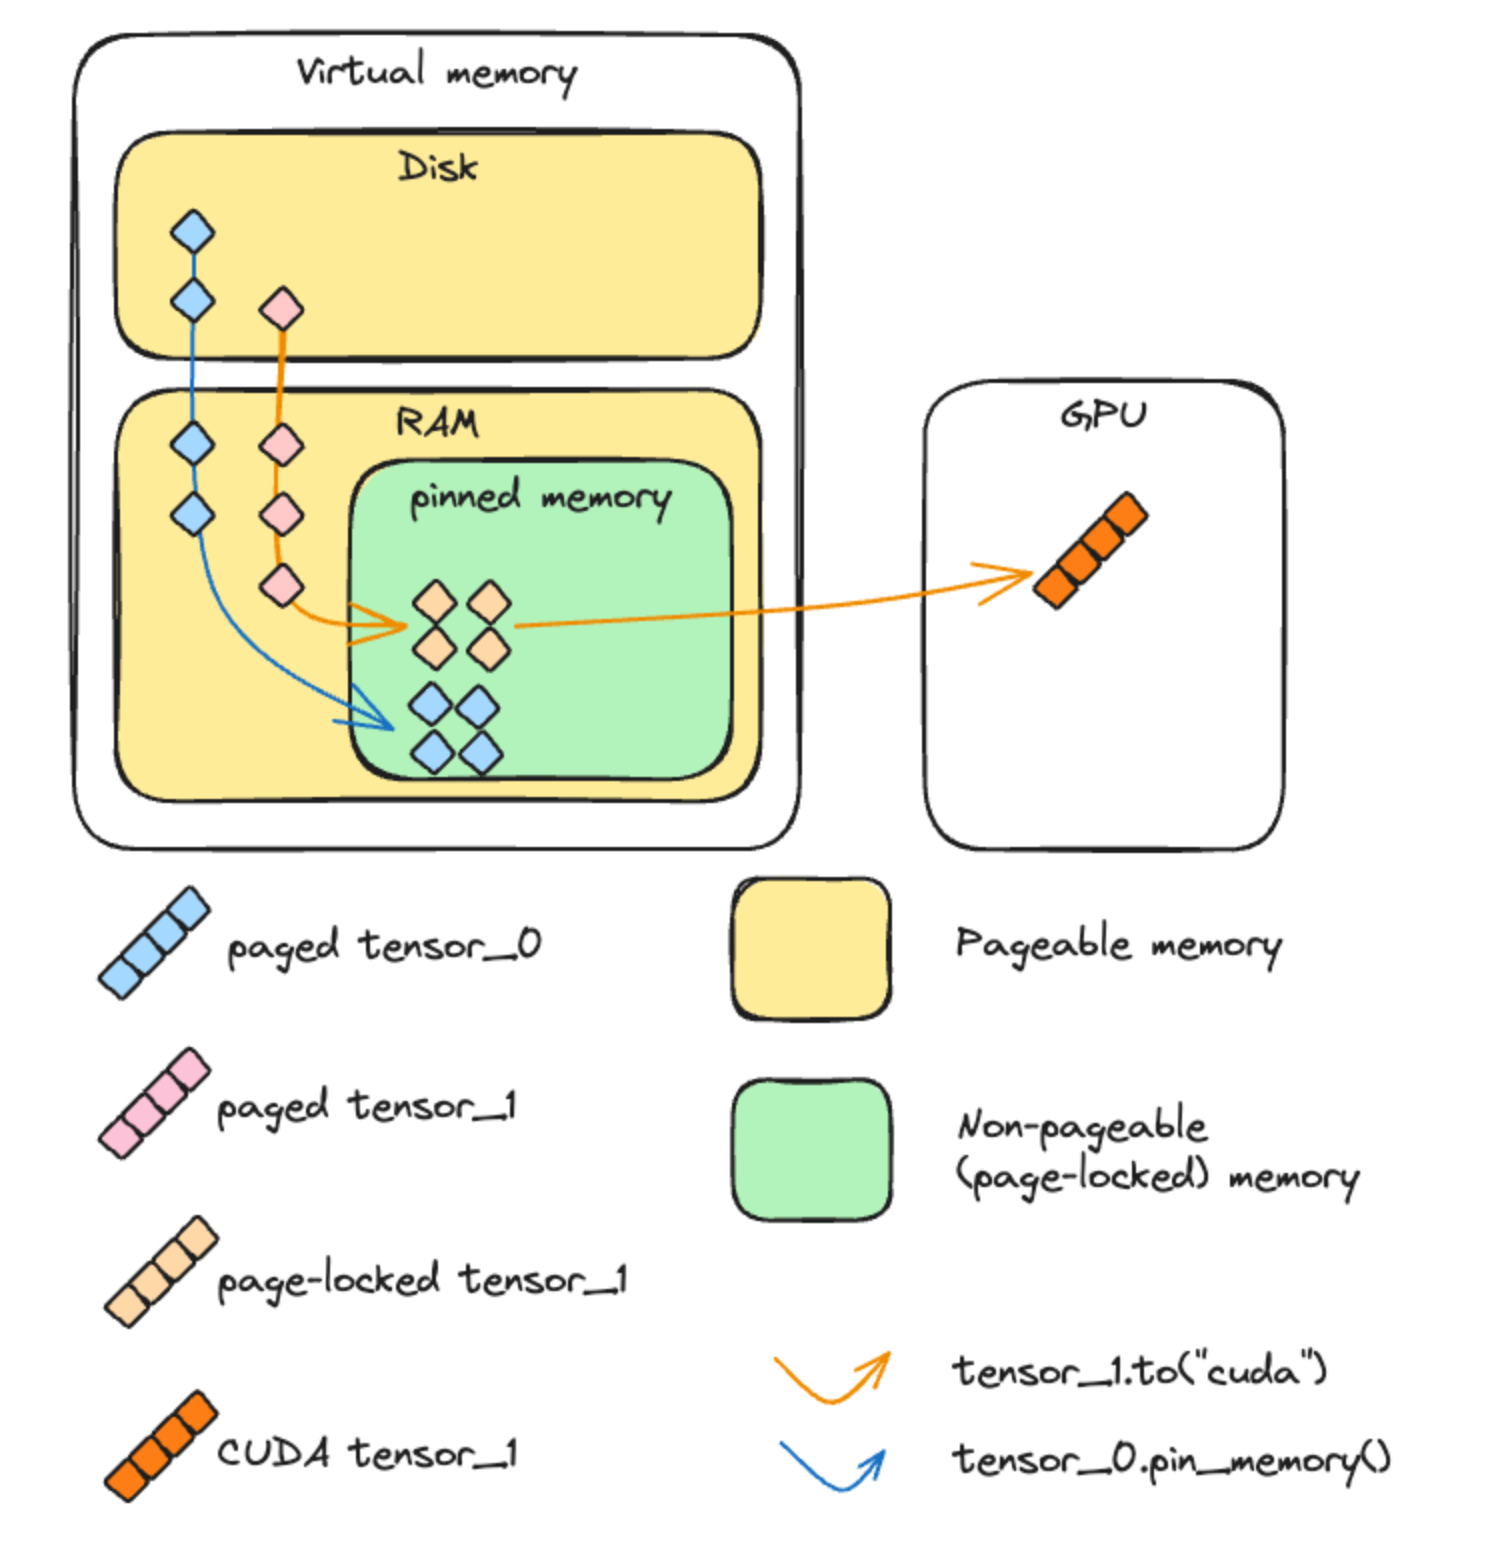 Virtual memory
Disk
RAM
pinned memory
GPU
paged tensor_0
paged tensor_1
page-locked tensor_1
CUDA tensor_1
Pageable memory
Non-pageable
(page-locked) memory
tensor_1.to("cuda")
tensor_0.pin_memory()